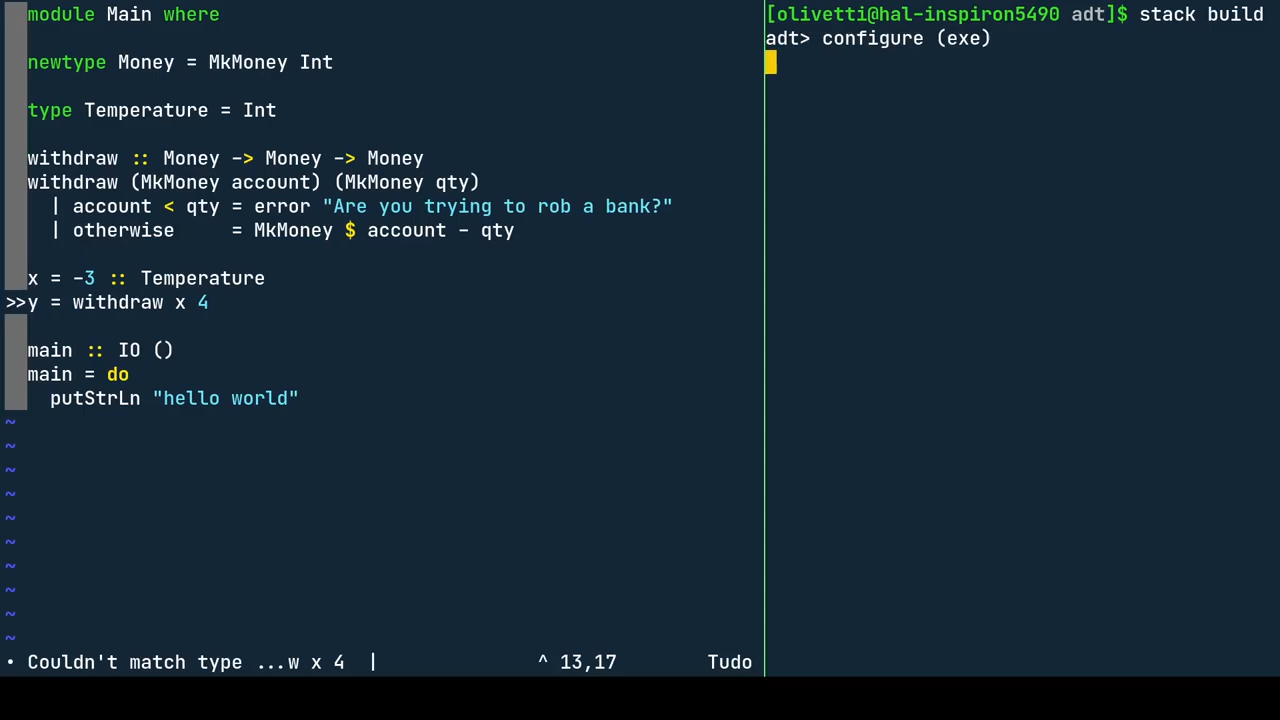 module Main where
newtype Money = MkMoney Int
type Temperature = Int
withdraw :: Money -> Money -> Money
withdraw (MkMoney account) (MkMoney qty)
  | account < qty = error "Are you trying to rob a bank?"
  | otherwise     = MkMoney $ account - qty
x = -3 :: Temperature
>>y = withdraw x 4
main :: IO ()
main = do
  putStrLn "hello world"
~
~
~
~
~
~
~
~
~
~
• Couldn't match type ...w x 4  |               ^ 13,17        Tudo
[olivetti@hal-inspiron5490 adt]$ stack build
adt> configure (exe)